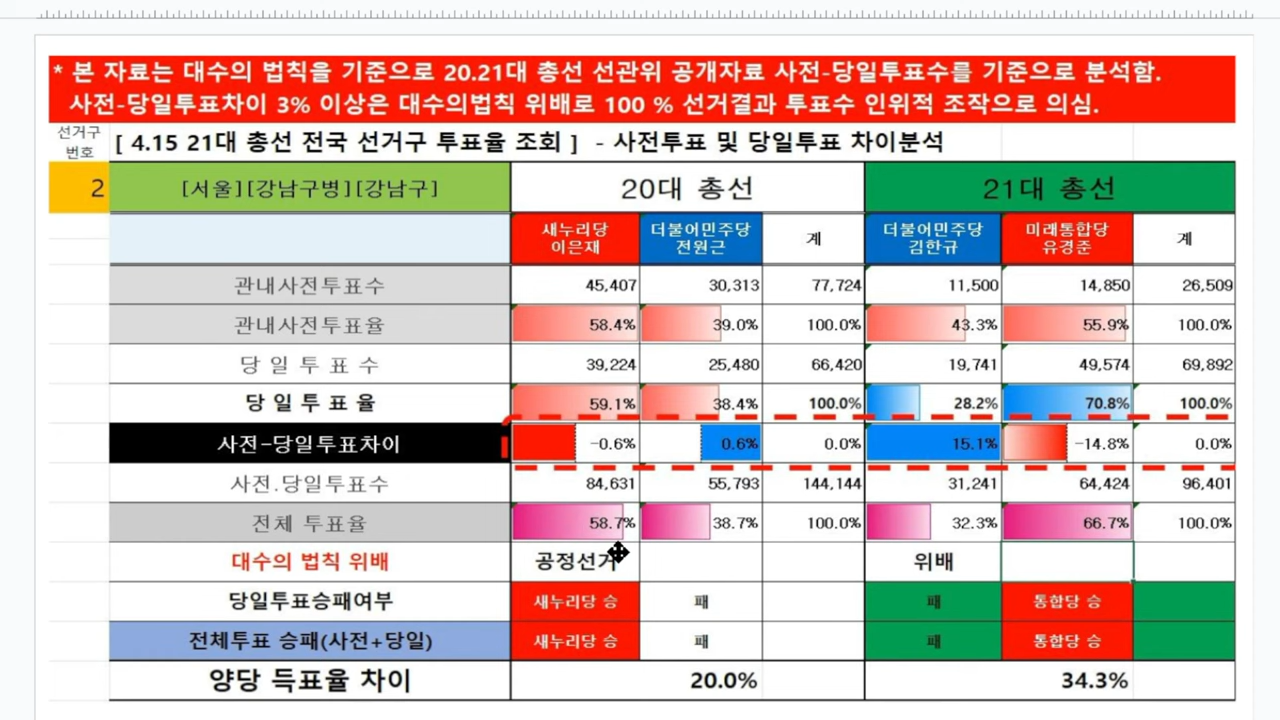 * 본 자료는 대수의 법칙을 기준으로 20.21대 총선 선관위 공개자료 사전-당일투표수를 기준으로 분석함.
사전-당일투표차이 3% 이상은 대수의법칙 위배로 100 % 선거결과 투표수 인위적 조작으로 의심.
선거구
번호
[ 4.15 21대 총선 전국 선거구 투표율 조회 ] - 사전투표 및 당일투표 차이분석
2 [서울][강남구병][강남구] 20대 총선 21대 총선
새누리당 더불어민주당 계 더불어민주당 미래통합당 계
이은재 전원근 김한규 유경준
관내사전투표수 45,407 30,313 77,724 11,500 14,850 26,509
관내사전투표율 58.4% 39.0% 100.0% 43.3% 55.9% 100.0%
당 일 투 표 수 39,224 25,480 66,420 19,741 49,574 69,892
당 일 투 표 율 59.1% 38.4% 100.0% 28.2% 70.8% 100.0%
사전-당일투표차이 -0.6% 0.6% 0.0% 15.1% -14.8% 0.0%
사전.당일투표수 84,631 55,793 144,144 31,241 64,424 96,401
전체 투표율 58.7% 38.7% 100.0% 32.3% 66.7% 100.0%
대수의 법칙 위배 공정선거 위배
당일투표승패여부 새누리당 승 패 패 통합당 승
전체투표 승패(사전+당일) 새누리당 승 패 패 통합당 승
양당 득표율 차이 20.0% 34.3%